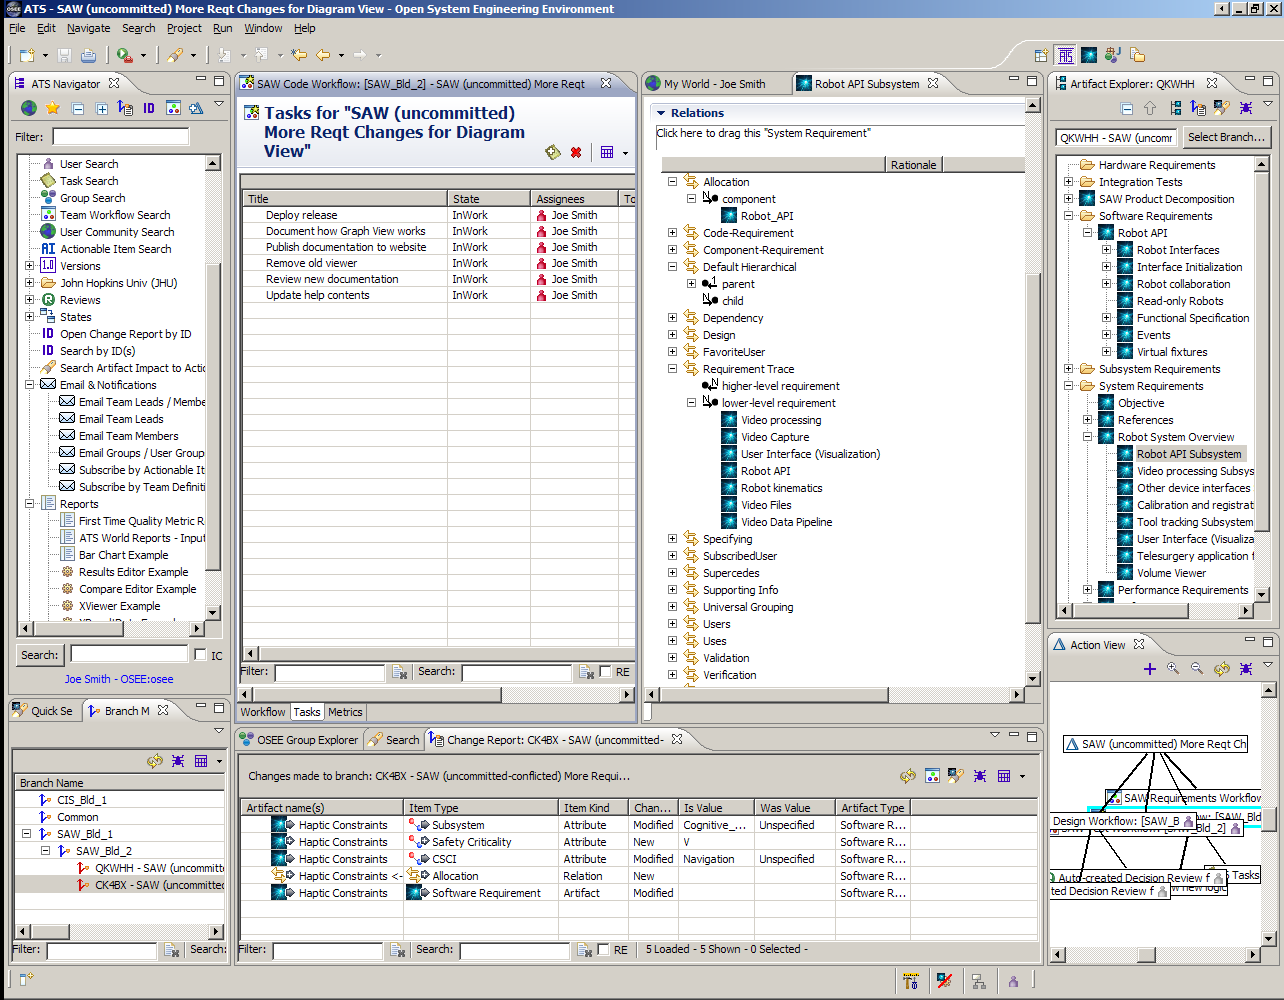 ATS - SAW (uncommitted) More Reqt Changes for Diagram View - Open System Engineering Environment
File Edit Navigate Search Project Run Window Help
ATS Navigator
Filter:
User Search
Task Search
Group Search
Team Workflow Search
User Community Search
AI Actionable Item Search
1.0 Versions
John Hopkins Univ (JHU)
R Reviews
States
ID Open Change Report by ID
ID Search by ID(s)
Search Artifact Impact to Actio
Email & Notifications
Email Team Leads / Membe
Email Team Leads
Email Team Members
Email Groups / User Group
Subscribe by Actionable It
Subscribe by Team Definiti
Reports
First Time Quality Metric R
ATS World Reports - Input
Bar Chart Example
Results Editor Example
Compare Editor Example
XViewer Example
Search: IC
Joe Smith - OSEE:osee
Quick Se Branch M
Branch Name
CIS_Bld_1
Common
SAW_Bld_1
SAW_Bld_2
QKWHH - SAW (uncommitte
CK4BX - SAW (uncommitted
Filter: Search:
SAW Code Workflow: [SAW_Bld_2] - SAW (uncommitted) More Reqt
Tasks for "SAW (uncommitted)
More Reqt Changes for Diagram
View"
Title State Assignees To
Deploy release InWork Joe Smith
Document how Graph View works InWork Joe Smith
Publish documentation to website InWork Joe Smith
Remove old viewer InWork Joe Smith
Review new documentation InWork Joe Smith
Update help contents InWork Joe Smith
Filter: Search: RE
Workflow Tasks Metrics
My World - Joe Smith Robot API Subsystem
Relations
Click here to drag this "System Requirement"
Rationale
Allocation
component
Robot_API
Code-Requirement
Component-Requirement
Default Hierarchical
parent
child
Dependency
Design
FavoriteUser
Requirement Trace
higher-level requirement
lower-level requirement
Video processing
Video Capture
User Interface (Visualization)
Robot API
Robot kinematics
Video Files
Video Data Pipeline
Specifying
SubscribedUser
Supercedes
Supporting Info
Universal Grouping
Users
Uses
Validation
Verification
OSEE Group Explorer Search Change Report: CK4BX - SAW (uncommitted-
Changes made to branch: CK4BX - SAW (uncommitted-conflicted) More Requi...
Artifact name(s) Item Type Item Kind Chan... Is Value Was Value Artifact Type
Haptic Constraints Subsystem Attribute Modified Cognitive_... Unspecified Software R...
Haptic Constraints Safety Criticality Attribute New V Software R...
Haptic Constraints CSCI Attribute Modified Navigation Unspecified Software R...
Haptic Constraints <- Allocation Relation New Software R...
Haptic Constraints Software Requirement Artifact Modified Software R...
Filter: Search: RE 5 Loaded - 5 Shown - 0 Selected -
Artifact Explorer: QKWHH
QKWHH - SAW (uncomr Select Branch...
Hardware Requirements
Integration Tests
SAW Product Decomposition
Software Requirements
Robot API
Robot Interfaces
Interface Initialization
Robot collaboration
Read-only Robots
Functional Specification
Events
Virtual fixtures
Subsystem Requirements
System Requirements
Objective
References
Robot System Overview
Robot API Subsystem
Video processing Subsys
Other device interfaces
Calibration and registrat
Tool tracking Subsystem
User Interface (Visualiza
Telesurgery application f
Volume Viewer
Performance Requirements
Action View
SAW (uncommitted) More Reqt Ch
SAW Requirements Workflow
Design Workflow: [SAW_B
Auto-created Decision Review f
Tasks
ted Decision Review f